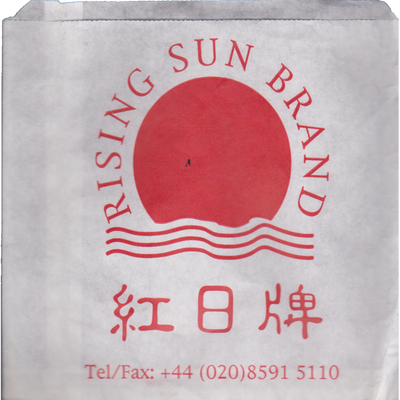 RISING SUN BRAND
紅日牌
Tel/Fax: +44 (020)8591 5110